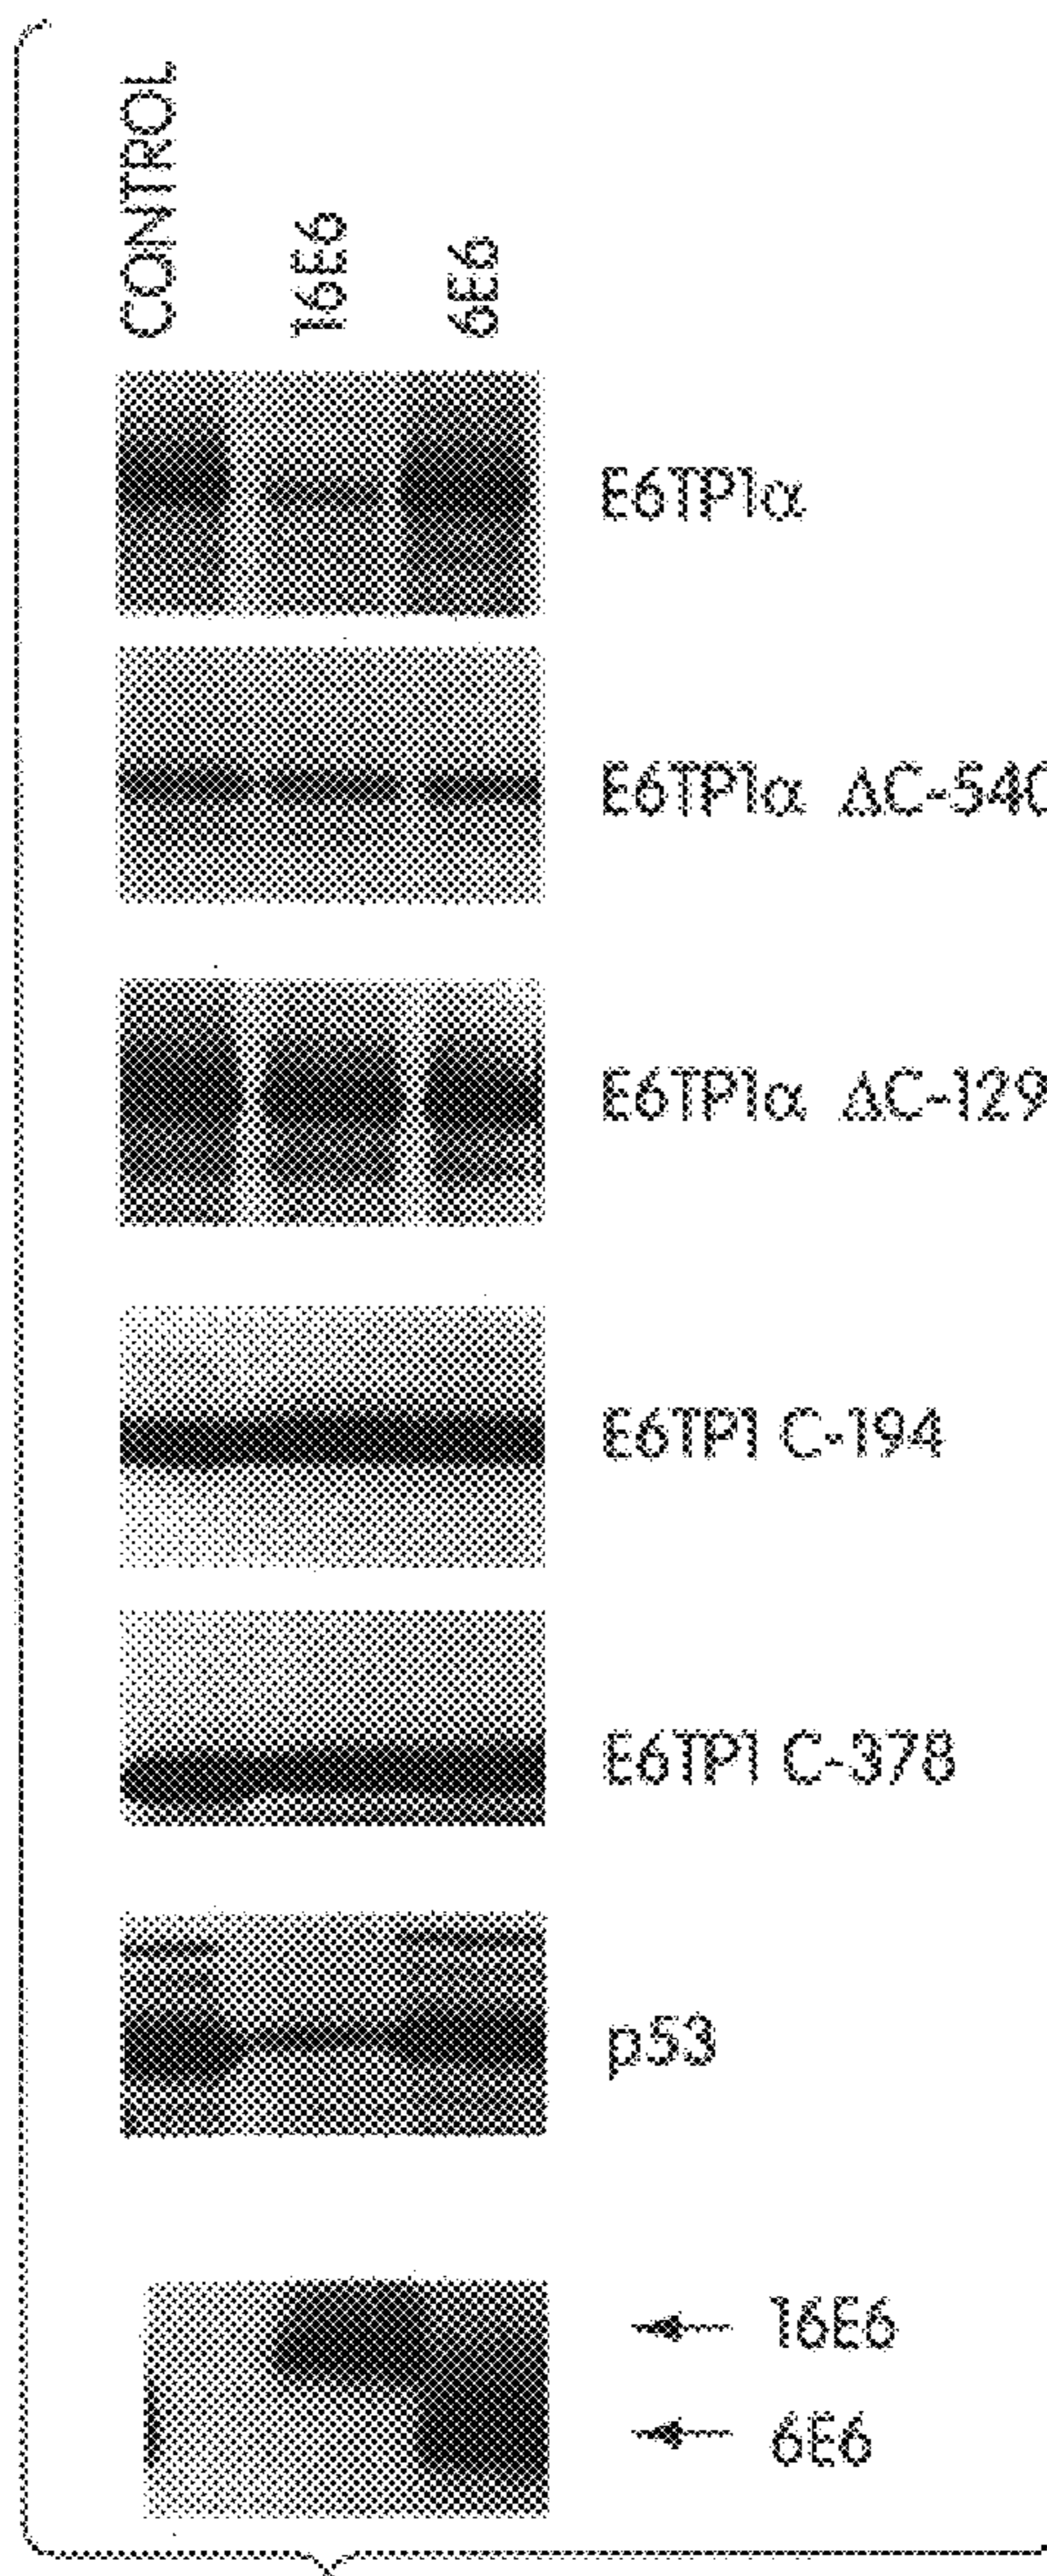 CONTROL
16E6
6E6
E6TP1α
E6TP1α ΔC-540
E6TP1α ΔC-129
E6TP1 C-194
E6TP1 C-378
p53
16E6
6E6